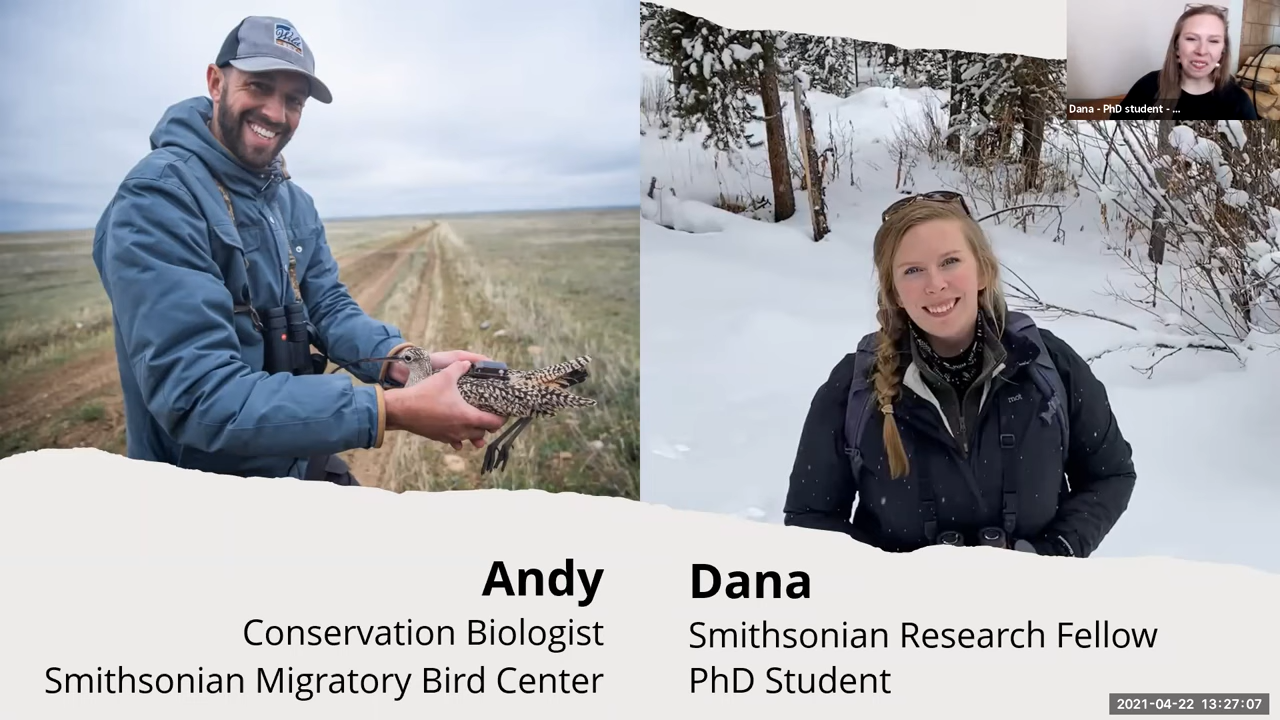 Dana - PhD student - ...
Andy
Conservation Biologist
Smithsonian Migratory Bird Center
Dana
Smithsonian Research Fellow
PhD Student
2021-04-22 13:27:07